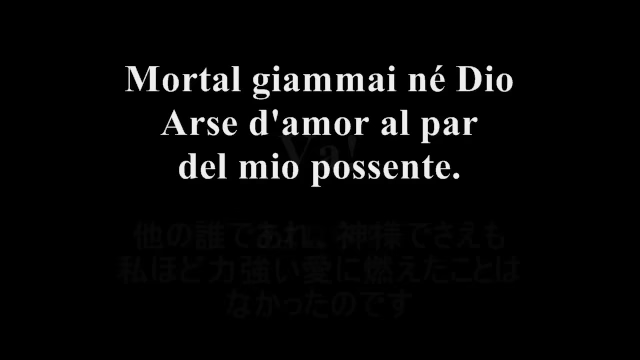 Mortal giammai né Dio
Arse d'amor al par
del mio possente.
Va!
他の誰であれ、神様でさえも
私ほど力強い愛に燃えたことは
なかったのです